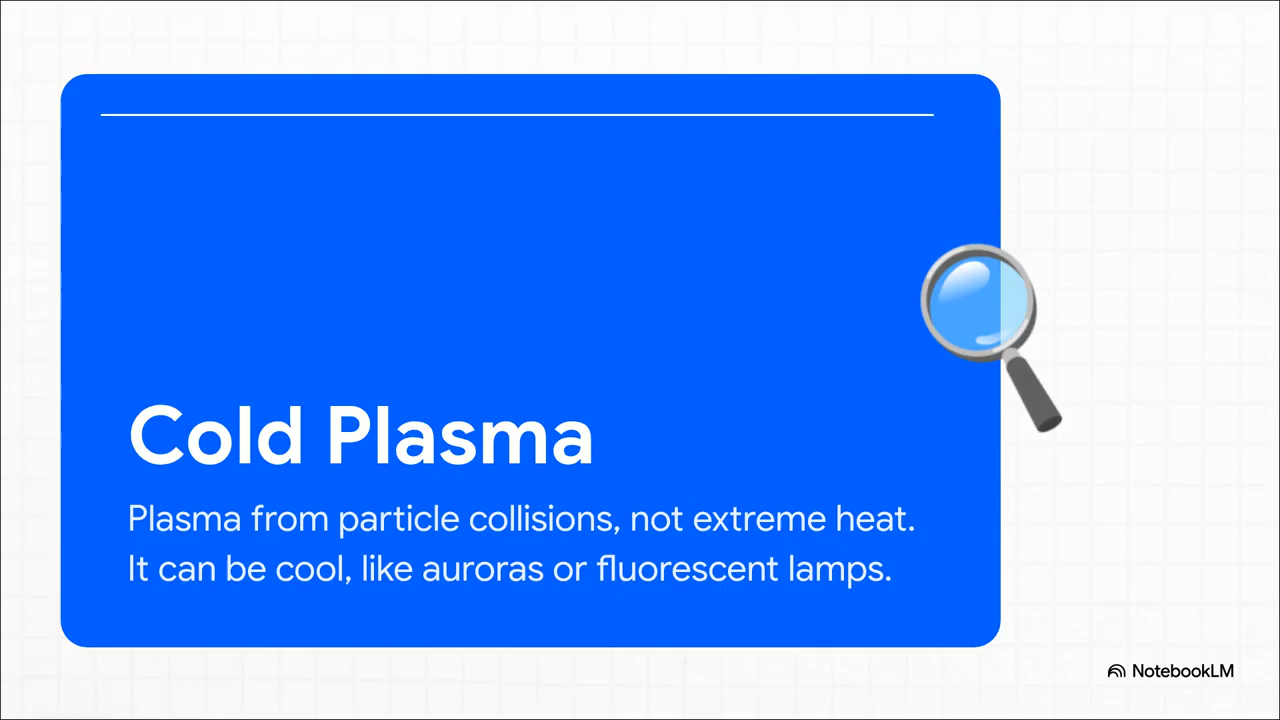 Cold Plasma
Plasma from particle collisions, not extreme heat.
It can be cool, like auroras or fluorescent lamps.
NotebookLM